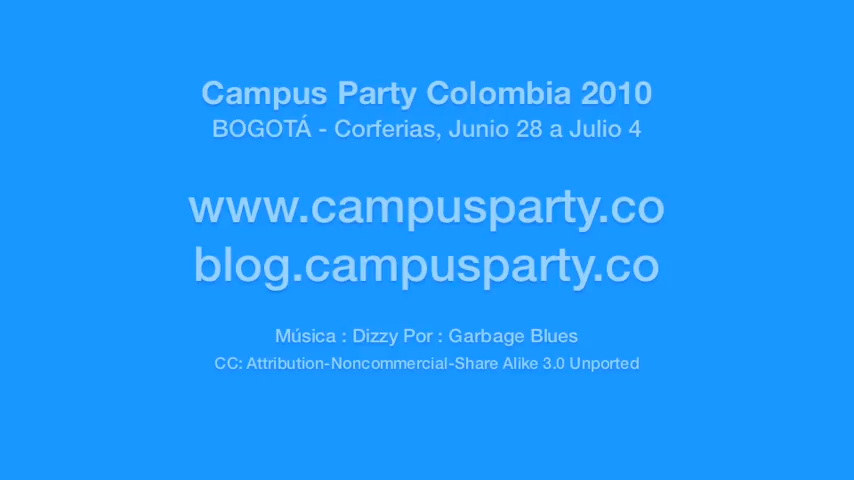 Campus Party Colombia 2010
BOGOTÁ - Corferias, Junio 28 a Julio 4
www.campusparty.co
blog.campusparty.co
Música : Dizzy Por : Garbage Blues
CC: Attribution-Noncommercial-Share Alike 3.0 Unported